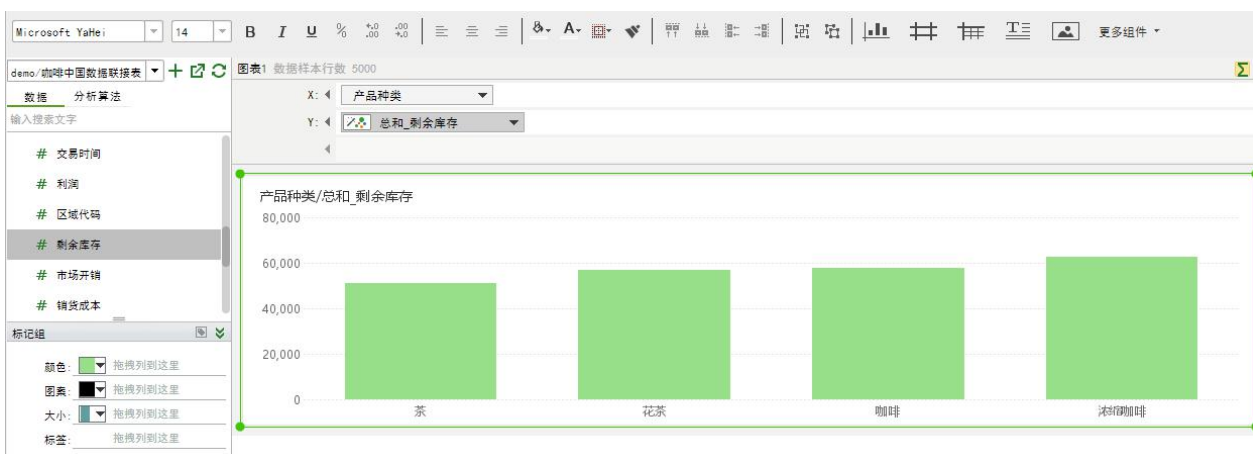 Microsoft YaHei 14 B I U % +.0 .00 .00 +.0 A T 更多组件
demo/咖啡中国数据联接表
图表1 数据样本行数 5000
Σ
数据 分析算法
X: 产品种类
输入搜索文字
Y: 总和_剩余库存
# 交易时间
# 利润
# 区域代码
# 剩余库存
# 市场开销
# 销货成本
标记组
颜色: 拖拽列到这里
图案: 拖拽列到这里
大小: 拖拽列到这里
标签: 拖拽列到这里
产品种类/总和_剩余库存
80,000
60,000
40,000
20,000
0
茶 花茶 咖啡 浓缩咖啡